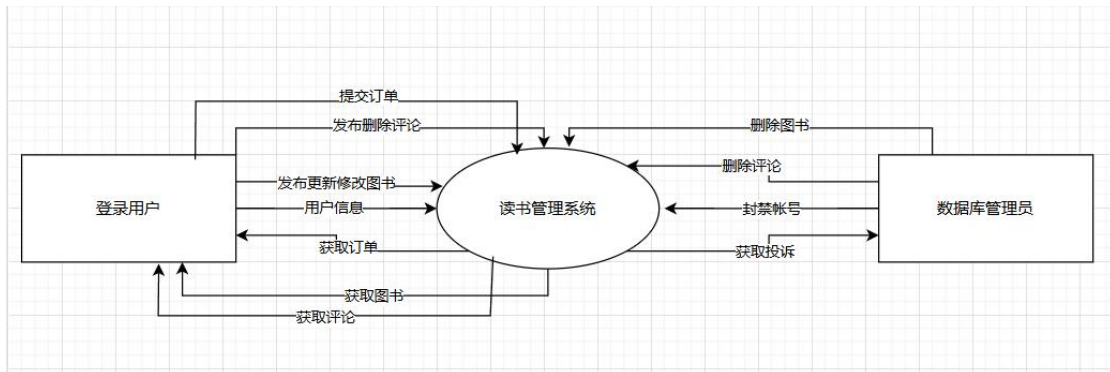 提交订单
发布删除评论
删除图书
删除评论
发布更新修改图书
登录用户
用户信息
读书管理系统
封禁帐号
数据库管理员
获取订单
获取投诉
获取图书
获取评论